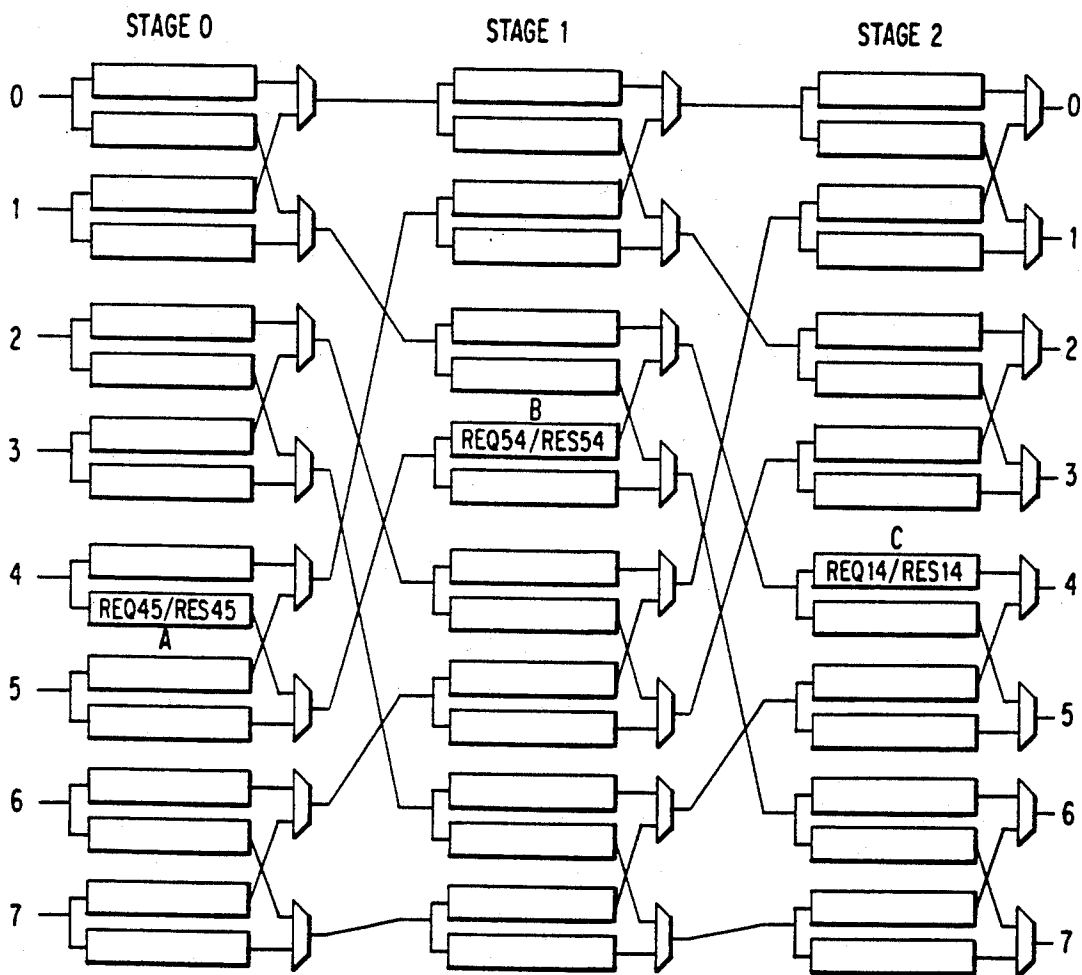 STAGE 0 STAGE 1 STAGE 2
0 0
1 1
2 2
B
3 REQ54/RES54 3
C
4 REQ14/RES14 4
REQ45/RES45
A
5 5
6 6
7 7